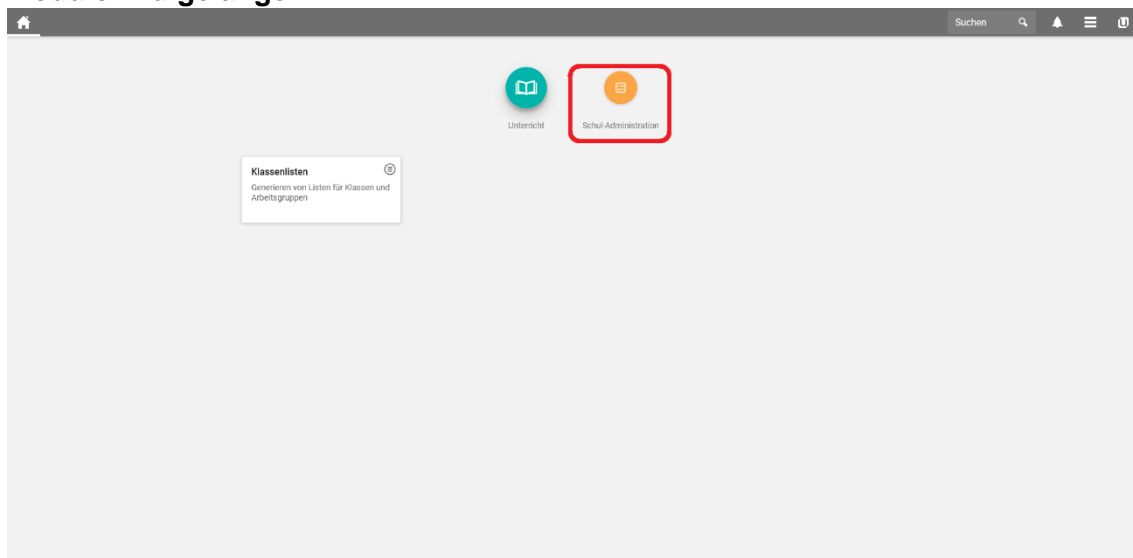 Suchen
Unterricht
Schul-Administration
Klassenlisten
Generieren von Listen für Klassen und
Arbeitsgruppen